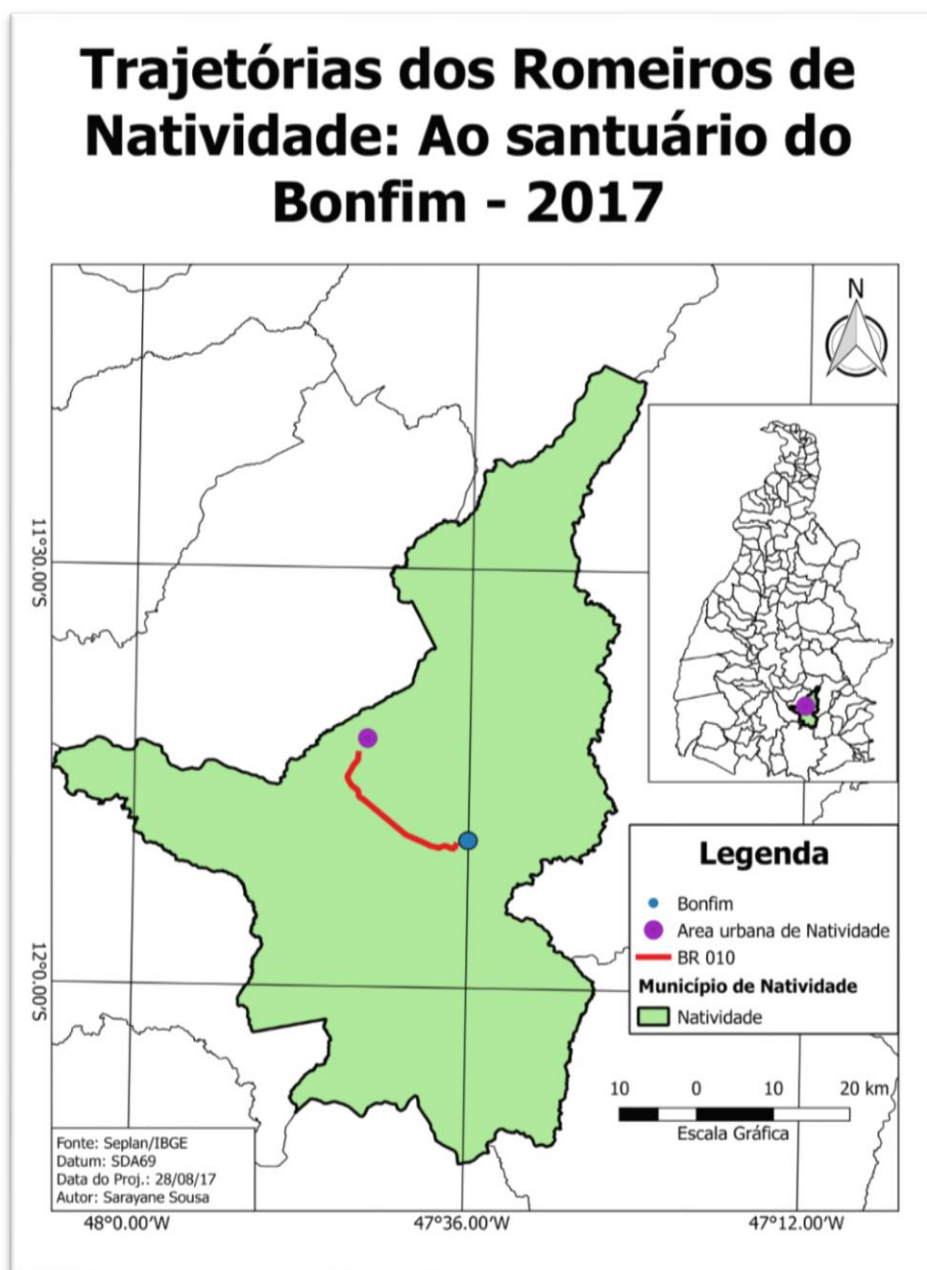 Trajetórias dos Romeiros de
Natividade: Ao santuário do
Bonfim - 2017
N
11°30.00'S
12°0.00'S
Legenda
Bonfim
Area urbana de Natividade
BR 010
Município de Natividade
Natividade
10 0 10 20 km
Escala Gráfica
Fonte: Seplan/IBGE
Datum: SDA69
Data do Proj.: 28/08/17
Autor: Sarayane Sousa
48°0.00'W 47°36.00'W 47°12.00'W